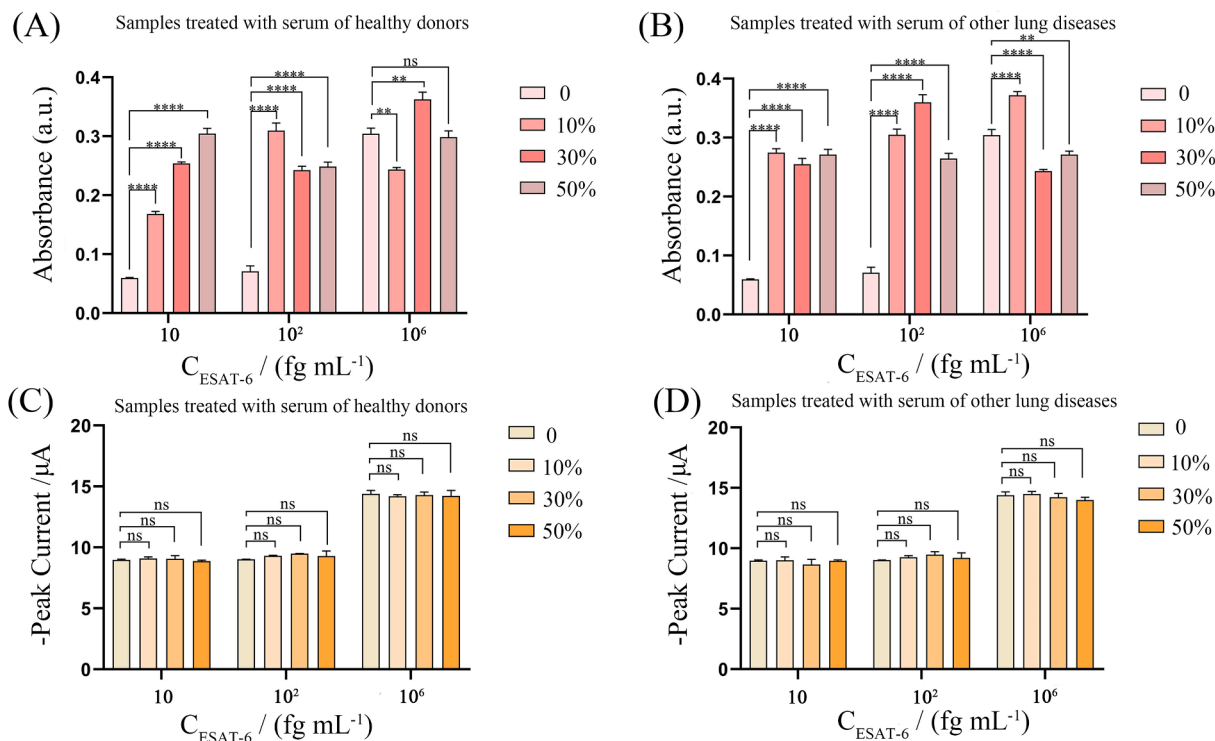 (A) Samples treated with serum of healthy donors
Absorbance (a.u.)
0.4
0.3
0.2
0.1
0.0
****
****
****
****
****
****
ns
**
**
10
10²
10⁶
C_ESAT-6 / (fg mL⁻¹)
0
10%
30%
50%
(B) Samples treated with serum of other lung diseases
Absorbance (a.u.)
0.4
0.3
0.2
0.1
0.0
****
****
****
****
****
****
**
****
****
10
10²
10⁶
C_ESAT-6 / (fg mL⁻¹)
0
10%
30%
50%
(C) Samples treated with serum of healthy donors
-Peak Current /μA
20
15
10
5
0
ns
ns
ns
ns
ns
ns
ns
ns
ns
10
10²
10⁶
C_ESAT-6 / (fg mL⁻¹)
0
10%
30%
50%
(D) Samples treated with serum of other lung diseases
-Peak Current /μA
20
15
10
5
0
ns
ns
ns
ns
ns
ns
ns
ns
ns
10
10²
10⁶
C_ESAT-6 / (fg mL⁻¹)
0
10%
30%
50%